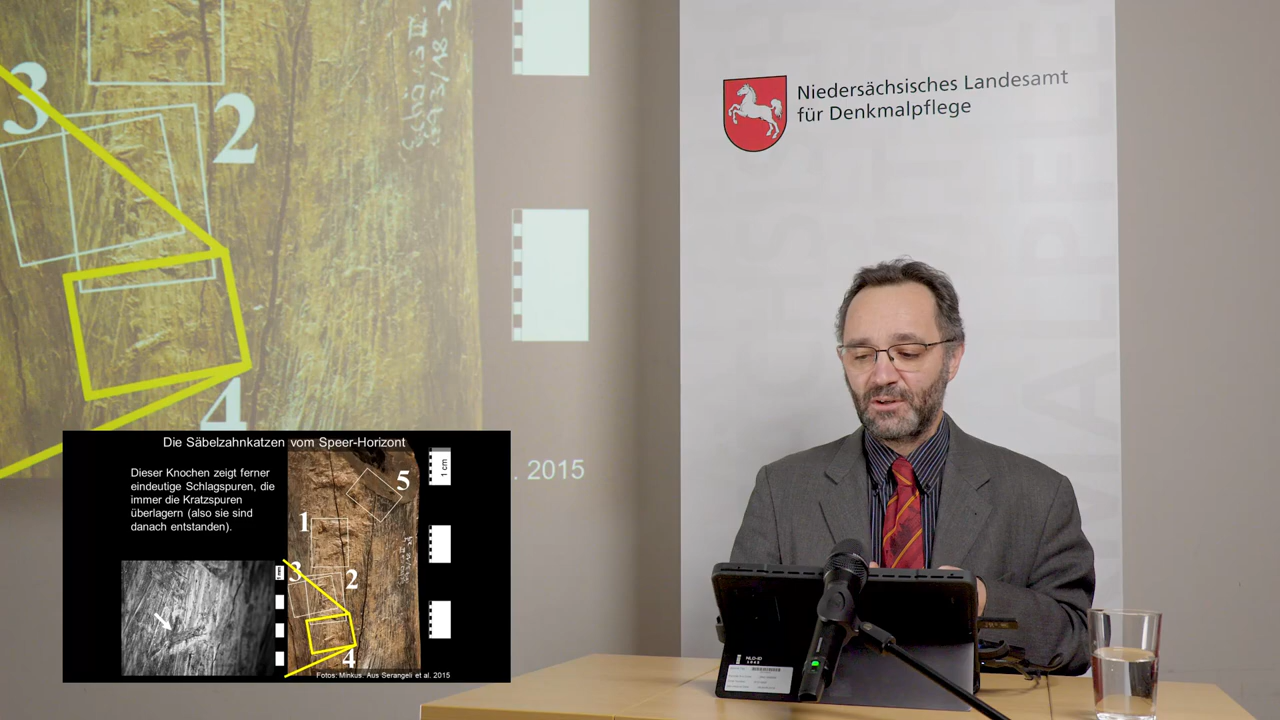 3
2
4
. 2015
Niedersächsisches Landesamt
für Denkmalpflege
Die Säbelzahnkatzen vom Speer-Horizont
Dieser Knochen zeigt ferner
eindeutige Schlagspuren, die
immer die Kratzspuren
überlagern (also sie sind
danach entstanden).
1 cm
5
1
3
2
4
Fotos: Minkus. Aus Serangeli et al. 2015